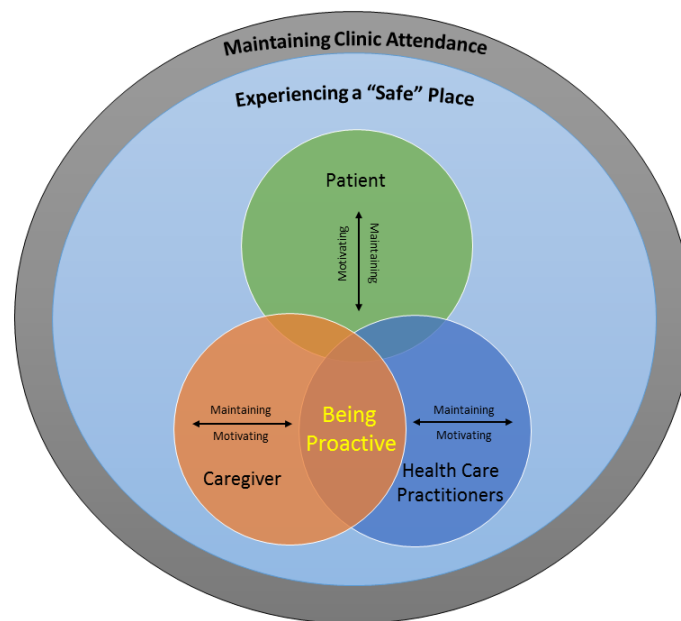 Maintaining Clinic Attendance
Experiencing a “Safe” Place
Patient
Motivating
Maintaining
Maintaining
Motivating
Caregiver
Being
Proactive
Maintaining
Motivating
Health Care
Practitioners